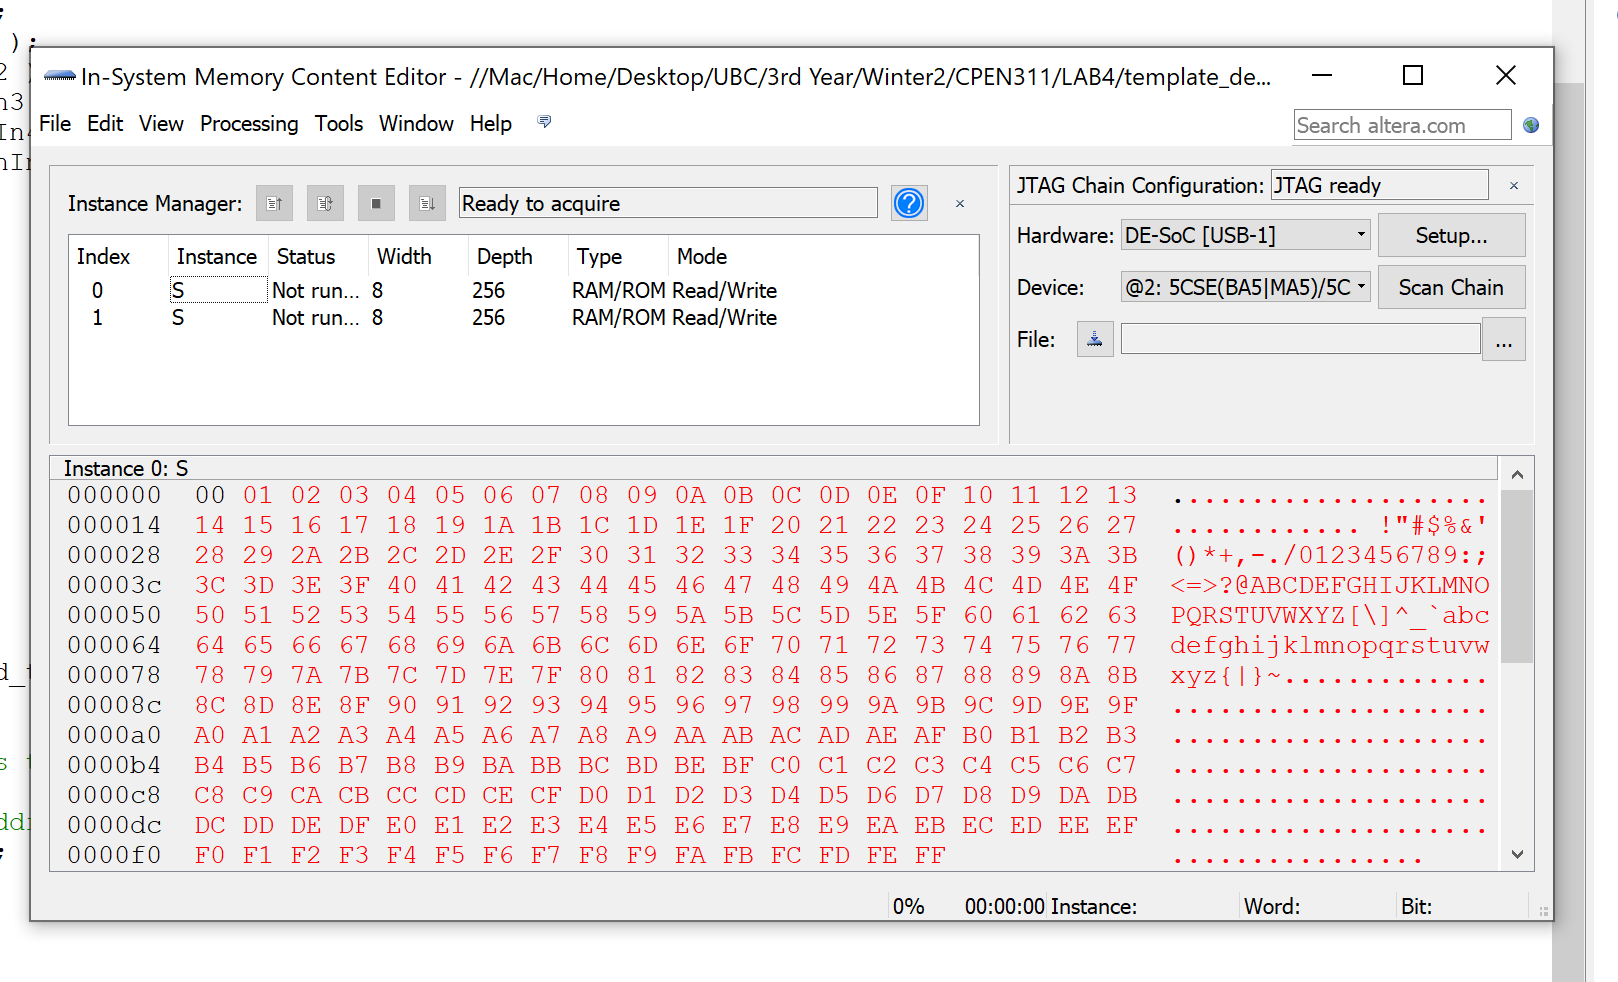 ;
);
2 )
n3
In4
nIn
In-System Memory Content Editor - //Mac/Home/Desktop/UBC/3rd Year/Winter2/CPEN311/LAB4/template_de...
File Edit View Processing Tools Window Help
Search altera.com
Instance Manager: Ready to acquire
Index Instance Status Width Depth Type Mode
0 S Not run... 8 256 RAM/ROM Read/Write
1 S Not run... 8 256 RAM/ROM Read/Write
JTAG Chain Configuration: JTAG ready
Hardware: DE-SoC [USB-1] Setup...
Device: @2: 5CSE(BA5|MA5)/5C Scan Chain
File: ...
Instance 0: S
000000 00 01 02 03 04 05 06 07 08 09 0A 0B 0C 0D 0E 0F 10 11 12 13 ....................
000014 14 15 16 17 18 19 1A 1B 1C 1D 1E 1F 20 21 22 23 24 25 26 27 ............ !"#$%&'
000028 28 29 2A 2B 2C 2D 2E 2F 30 31 32 33 34 35 36 37 38 39 3A 3B ()*+,-./0123456789:;
00003c 3C 3D 3E 3F 40 41 42 43 44 45 46 47 48 49 4A 4B 4C 4D 4E 4F <=>?@ABCDEFGHIJKLMNO
000050 50 51 52 53 54 55 56 57 58 59 5A 5B 5C 5D 5E 5F 60 61 62 63 PQRSTUVWXYZ[\]^_`abc
000064 64 65 66 67 68 69 6A 6B 6C 6D 6E 6F 70 71 72 73 74 75 76 77 defghijklmnopqrstuvw
000078 78 79 7A 7B 7C 7D 7E 7F 80 81 82 83 84 85 86 87 88 89 8A 8B xyz{|}~.............
00008c 8C 8D 8E 8F 90 91 92 93 94 95 96 97 98 99 9A 9B 9C 9D 9E 9F ....................
0000a0 A0 A1 A2 A3 A4 A5 A6 A7 A8 A9 AA AB AC AD AE AF B0 B1 B2 B3 ....................
0000b4 B4 B5 B6 B7 B8 B9 BA BB BC BD BE BF C0 C1 C2 C3 C4 C5 C6 C7 ....................
0000c8 C8 C9 CA CB CC CD CE CF D0 D1 D2 D3 D4 D5 D6 D7 D8 D9 DA DB ....................
0000dc DC DD DE DF E0 E1 E2 E3 E4 E5 E6 E7 E8 E9 EA EB EC ED EE EF ....................
0000f0 F0 F1 F2 F3 F4 F5 F6 F7 F8 F9 FA FB FC FD FE FF ................
0% 00:00:00 Instance: Word: Bit: